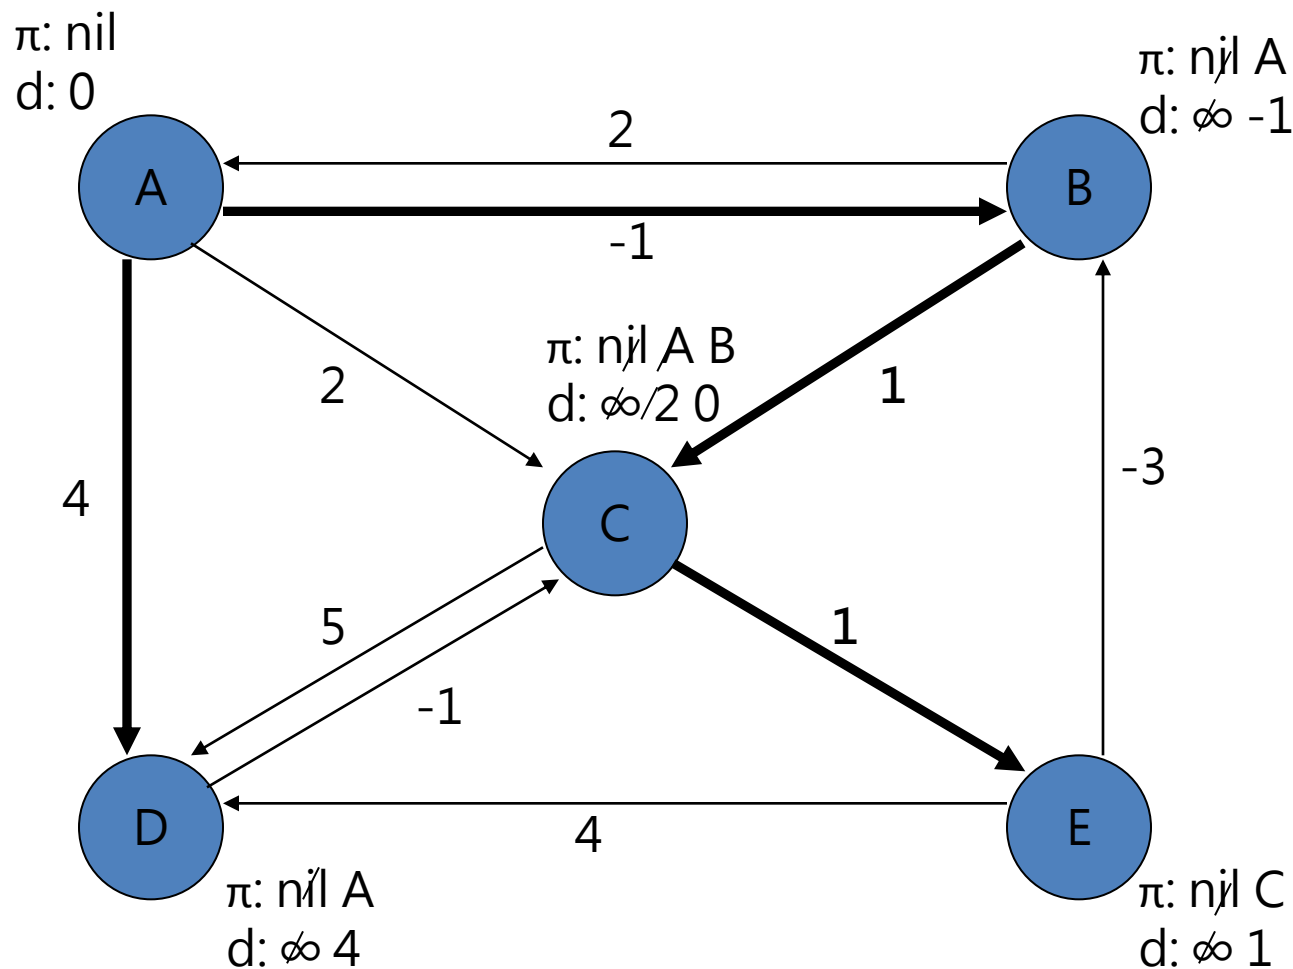 π: nil
d: 0
π: nil A
d: ∞ -1
2
A
B
-1
π: nil A B
d: ∞ 2 0
2
1
4
-3
C
5
1
-1
D
E
4
π: nil A
d: ∞ 4
π: nil C
d: ∞ 1